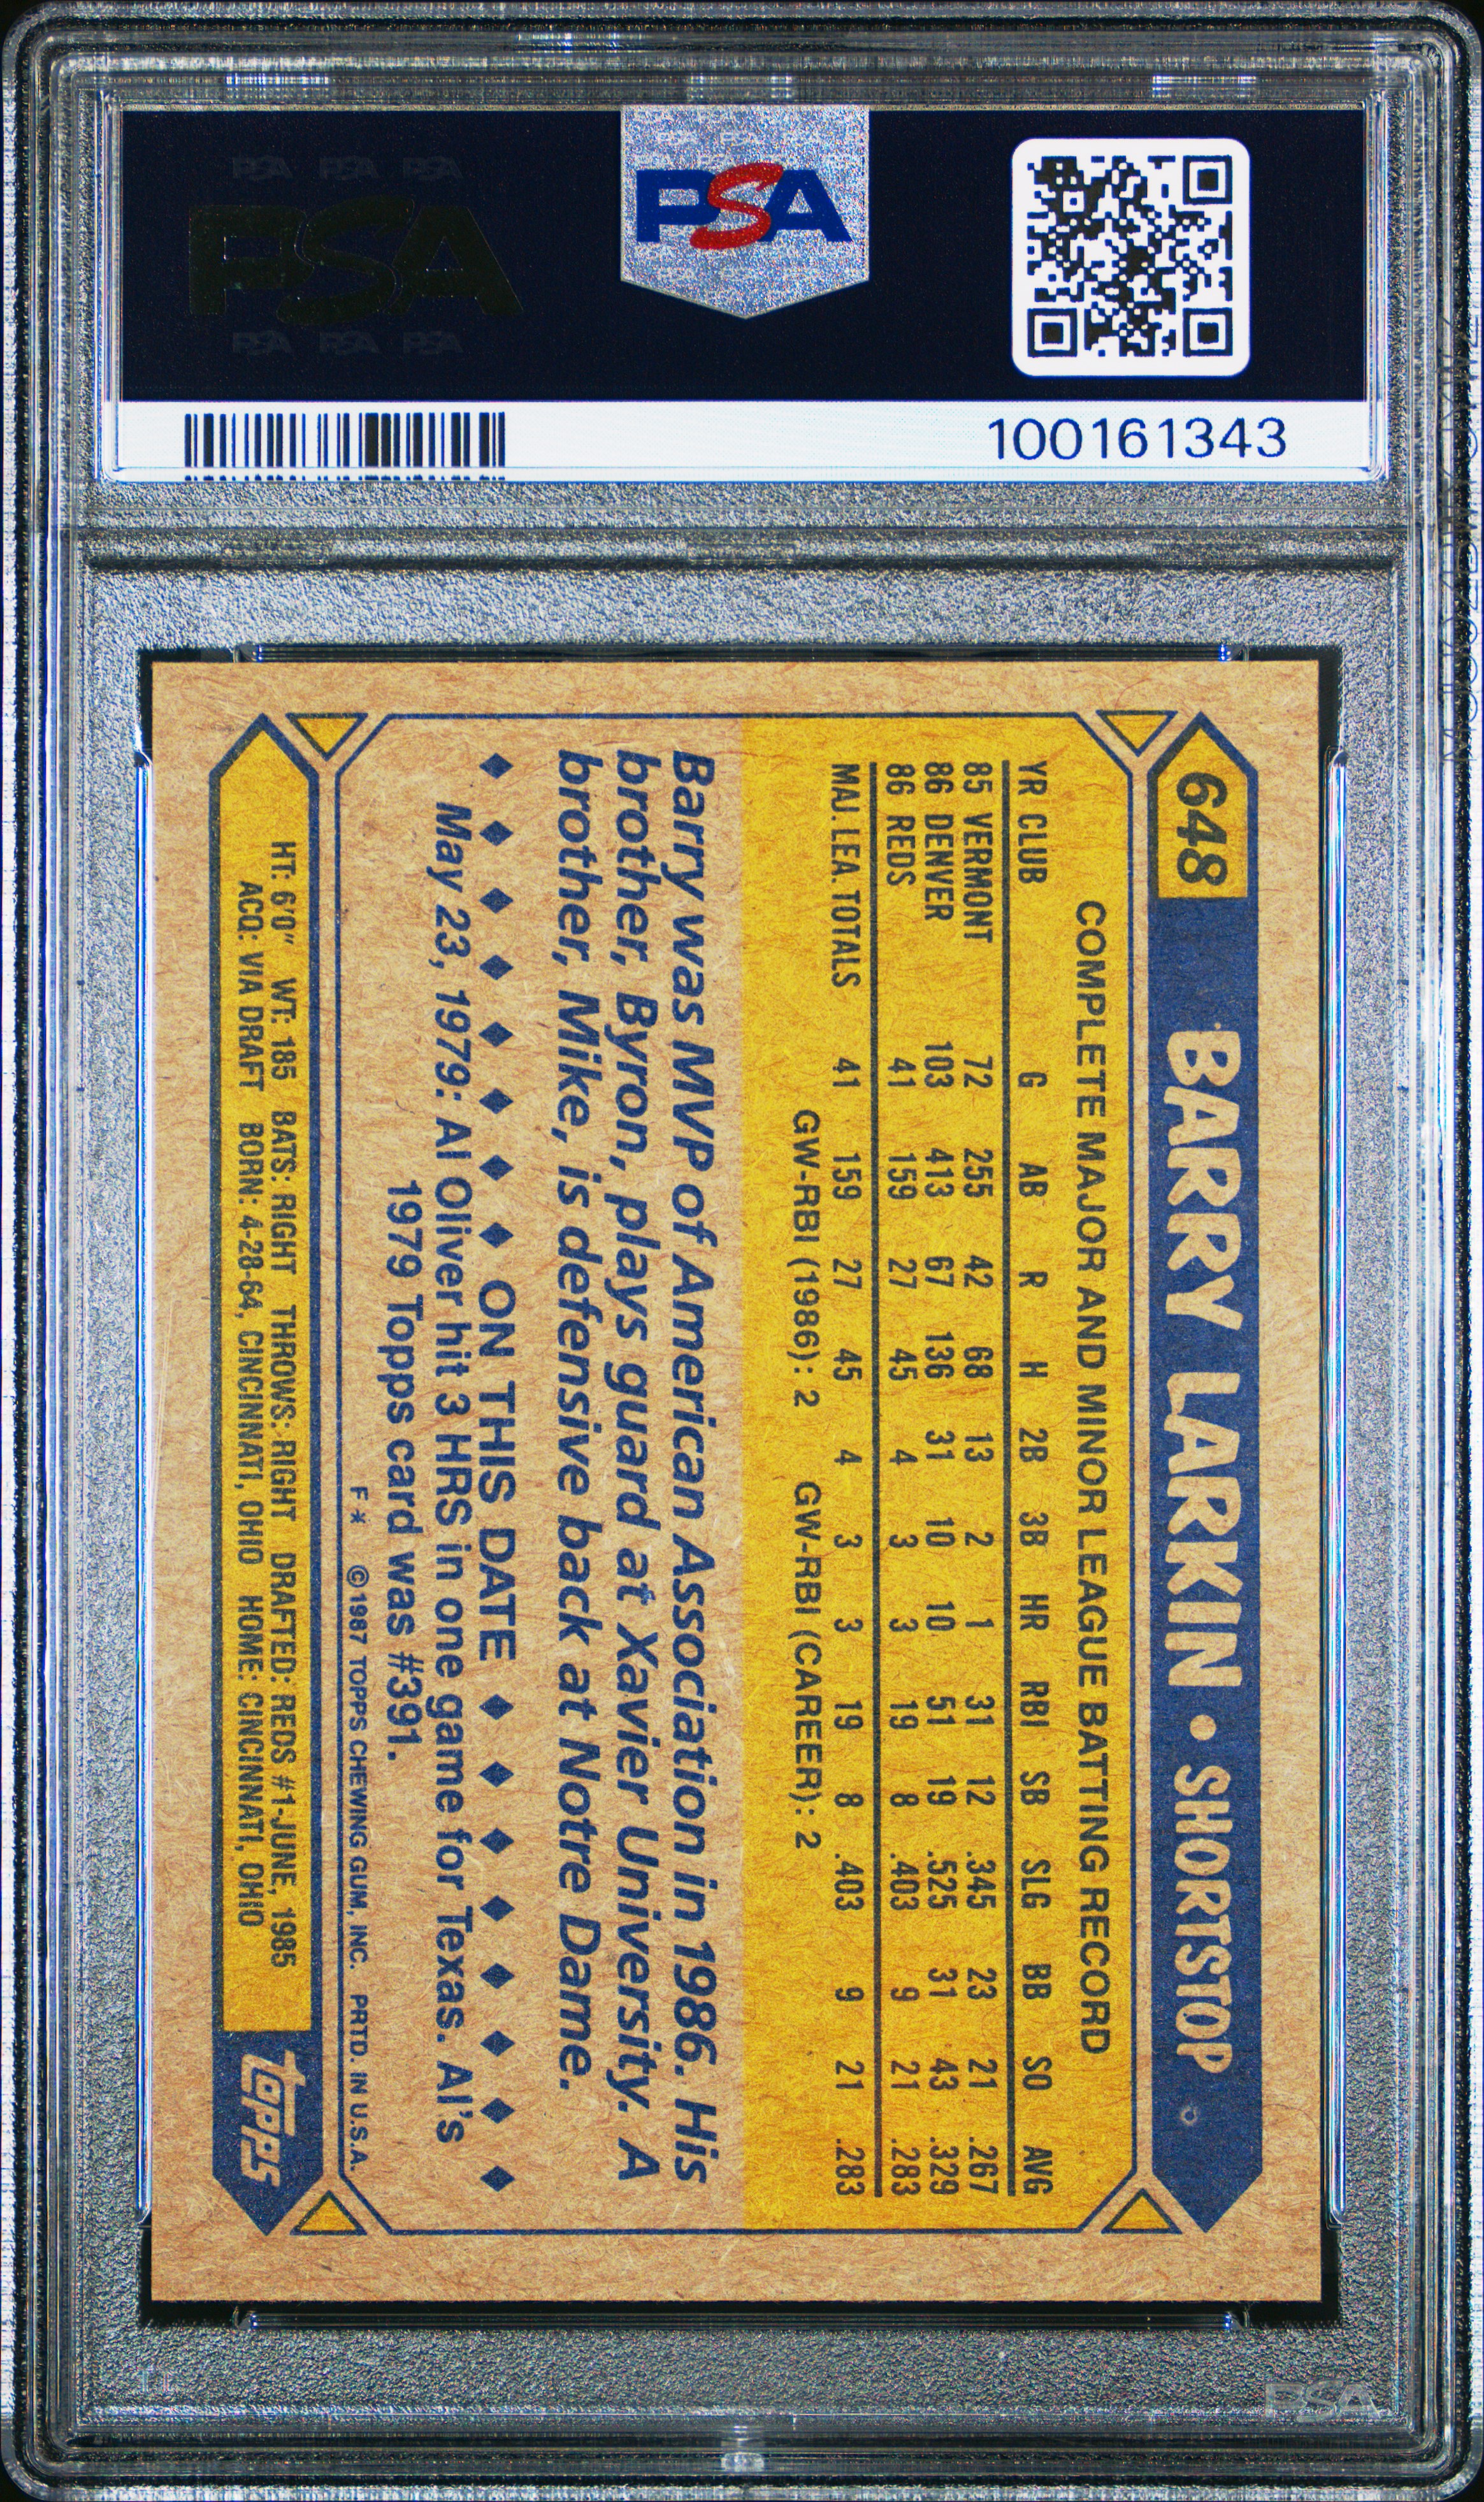 PSA PSA PSA
PSA
PSA PSA PSA
PSA
100161343
648 BARRY LARKIN • SHORTSTOP
COMPLETE MAJOR AND MINOR LEAGUE BATTING RECORD
YR CLUB G AB R H 2B 3B HR RBI SB SLG BB SO AVG
85 VERMONT 72 255 42 68 13 2 1 31 12 .345 23 21 .267
86 DENVER 103 413 67 136 31 10 10 51 19 .525 31 43 .329
86 REDS 41 159 27 45 4 3 3 19 8 .403 9 21 .283
MAJ. LEA. TOTALS 41 159 27 45 4 3 3 19 8 .403 9 21 .283
GW-RBI (1986): 2 GW-RBI (CAREER): 2
Barry was MVP of American Association in 1986. His
brother, Byron, plays guard at Xavier University. A
brother, Mike, is defensive back at Notre Dame.
◆ ◆ ◆ ◆ ◆ ◆ ◆ ◆ ON THIS DATE ◆ ◆ ◆ ◆ ◆ ◆ ◆ ◆
May 23, 1979: Al Oliver hit 3 HRS in one game for Texas. Al's
1979 Topps card was #391.
F* ©1987 TOPPS CHEWING GUM, INC. PRTD. IN U.S.A.
HT: 6'0" WT: 185 BATS: RIGHT THROWS: RIGHT DRAFTED: REDS #1-JUNE, 1985
ACQ: VIA DRAFT BORN: 4-28-64, CINCINNATI, OHIO HOME: CINCINNATI, OHIO
topps
PSA